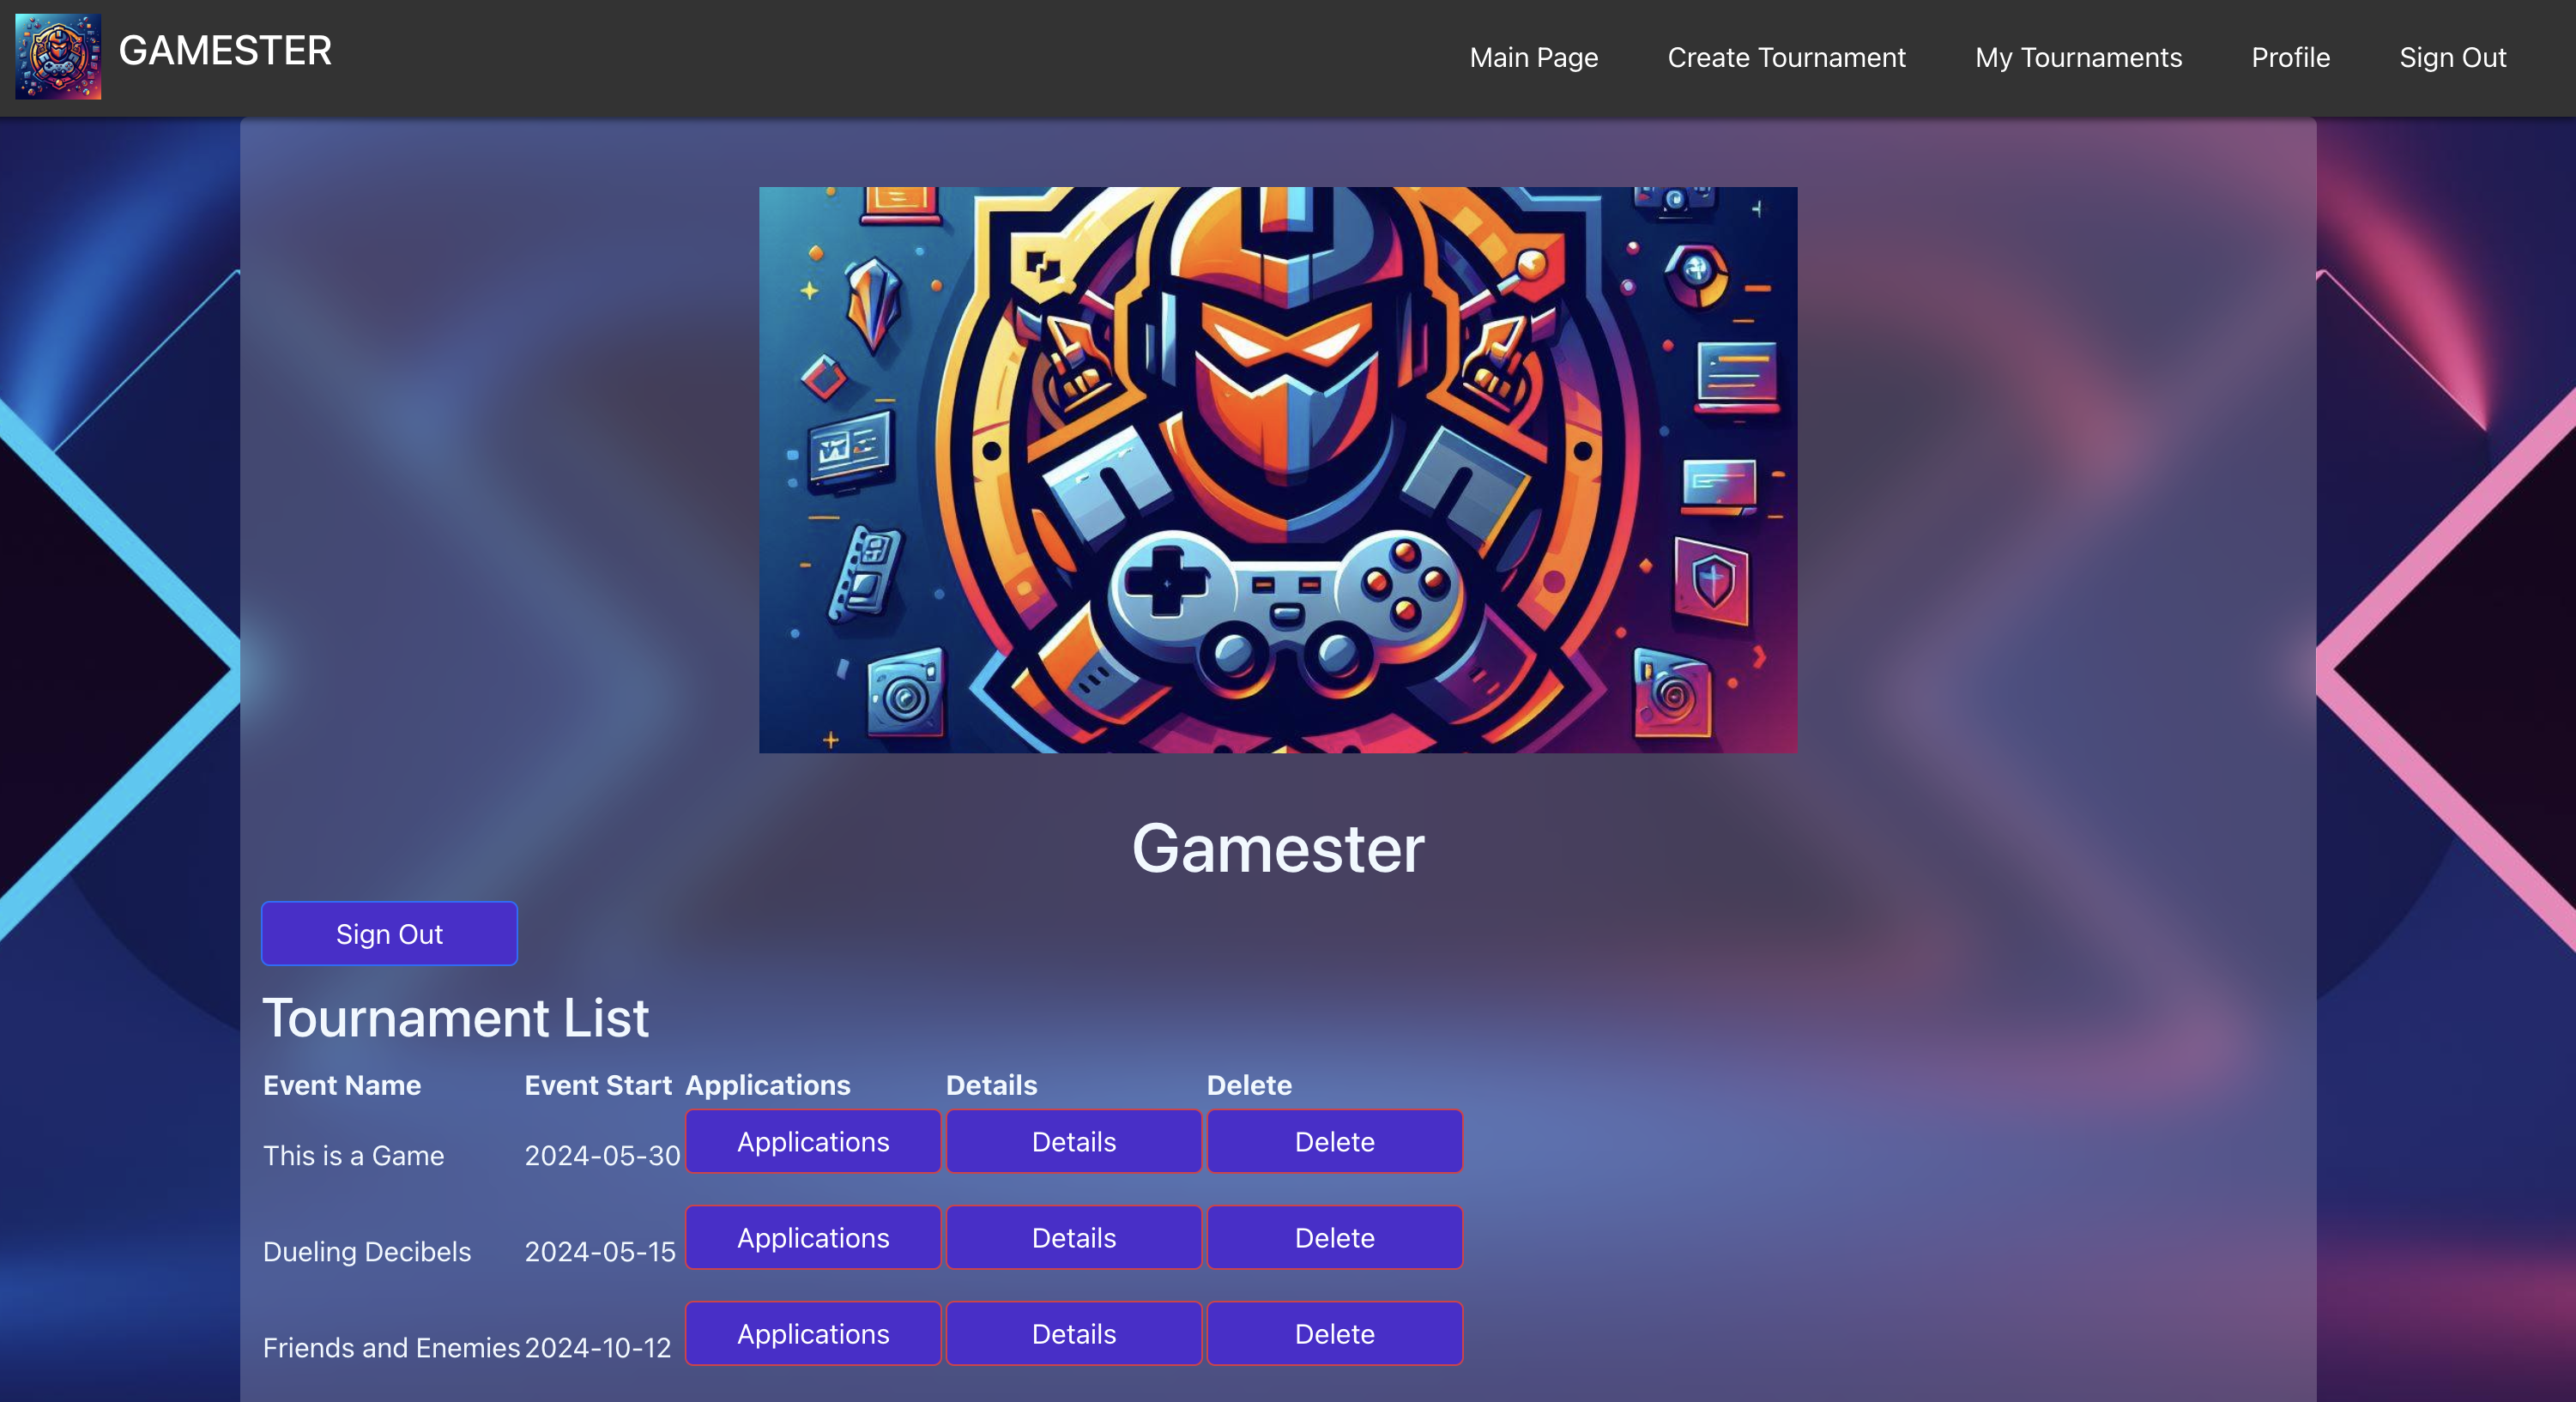 GAMESTER
Main Page Create Tournament My Tournaments Profile Sign Out
Gamester
Sign Out
Tournament List
Event Name Event Start Applications Details Delete
This is a Game 2024-05-30 Applications Details Delete
Dueling Decibels 2024-05-15 Applications Details Delete
Friends and Enemies 2024-10-12 Applications Details Delete